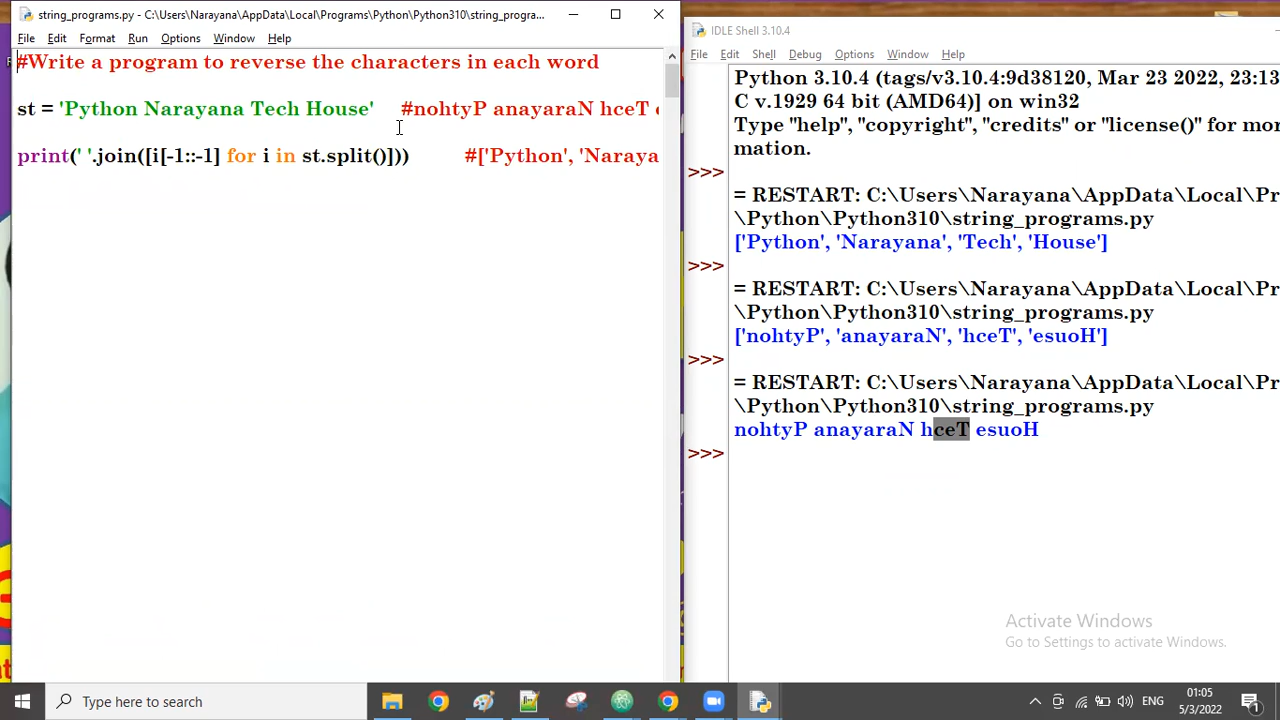 string_programs.py - C:\Users\Narayana\AppData\Local\Programs\Python\Python310\string_progra...
File Edit Format Run Options Window Help
#Write a program to reverse the characters in each word
st = 'Python Narayana Tech House' #nohtyP anayaraN hceT
print(' '.join([i[-1::-1] for i in st.split()])) #['Python', 'Naraya
IDLE Shell 3.10.4
File Edit Shell Debug Options Window Help
Python 3.10.4 (tags/v3.10.4:9d38120, Mar 23 2022, 23:13
C v.1929 64 bit (AMD64)] on win32
Type "help", "copyright", "credits" or "license()" for mor
mation.
>>>
= RESTART: C:\Users\Narayana\AppData\Local\Pr
\Python\Python310\string_programs.py
['Python', 'Narayana', 'Tech', 'House']
>>>
= RESTART: C:\Users\Narayana\AppData\Local\Pr
\Python\Python310\string_programs.py
['nohtyP', 'anayaraN', 'hceT', 'esuoH']
>>>
= RESTART: C:\Users\Narayana\AppData\Local\Pr
\Python\Python310\string_programs.py
nohtyP anayaraN hceT esuoH
>>>
Activate Windows
Go to Settings to activate Windows.
Type here to search
ENG
01:05
5/3/2022
1